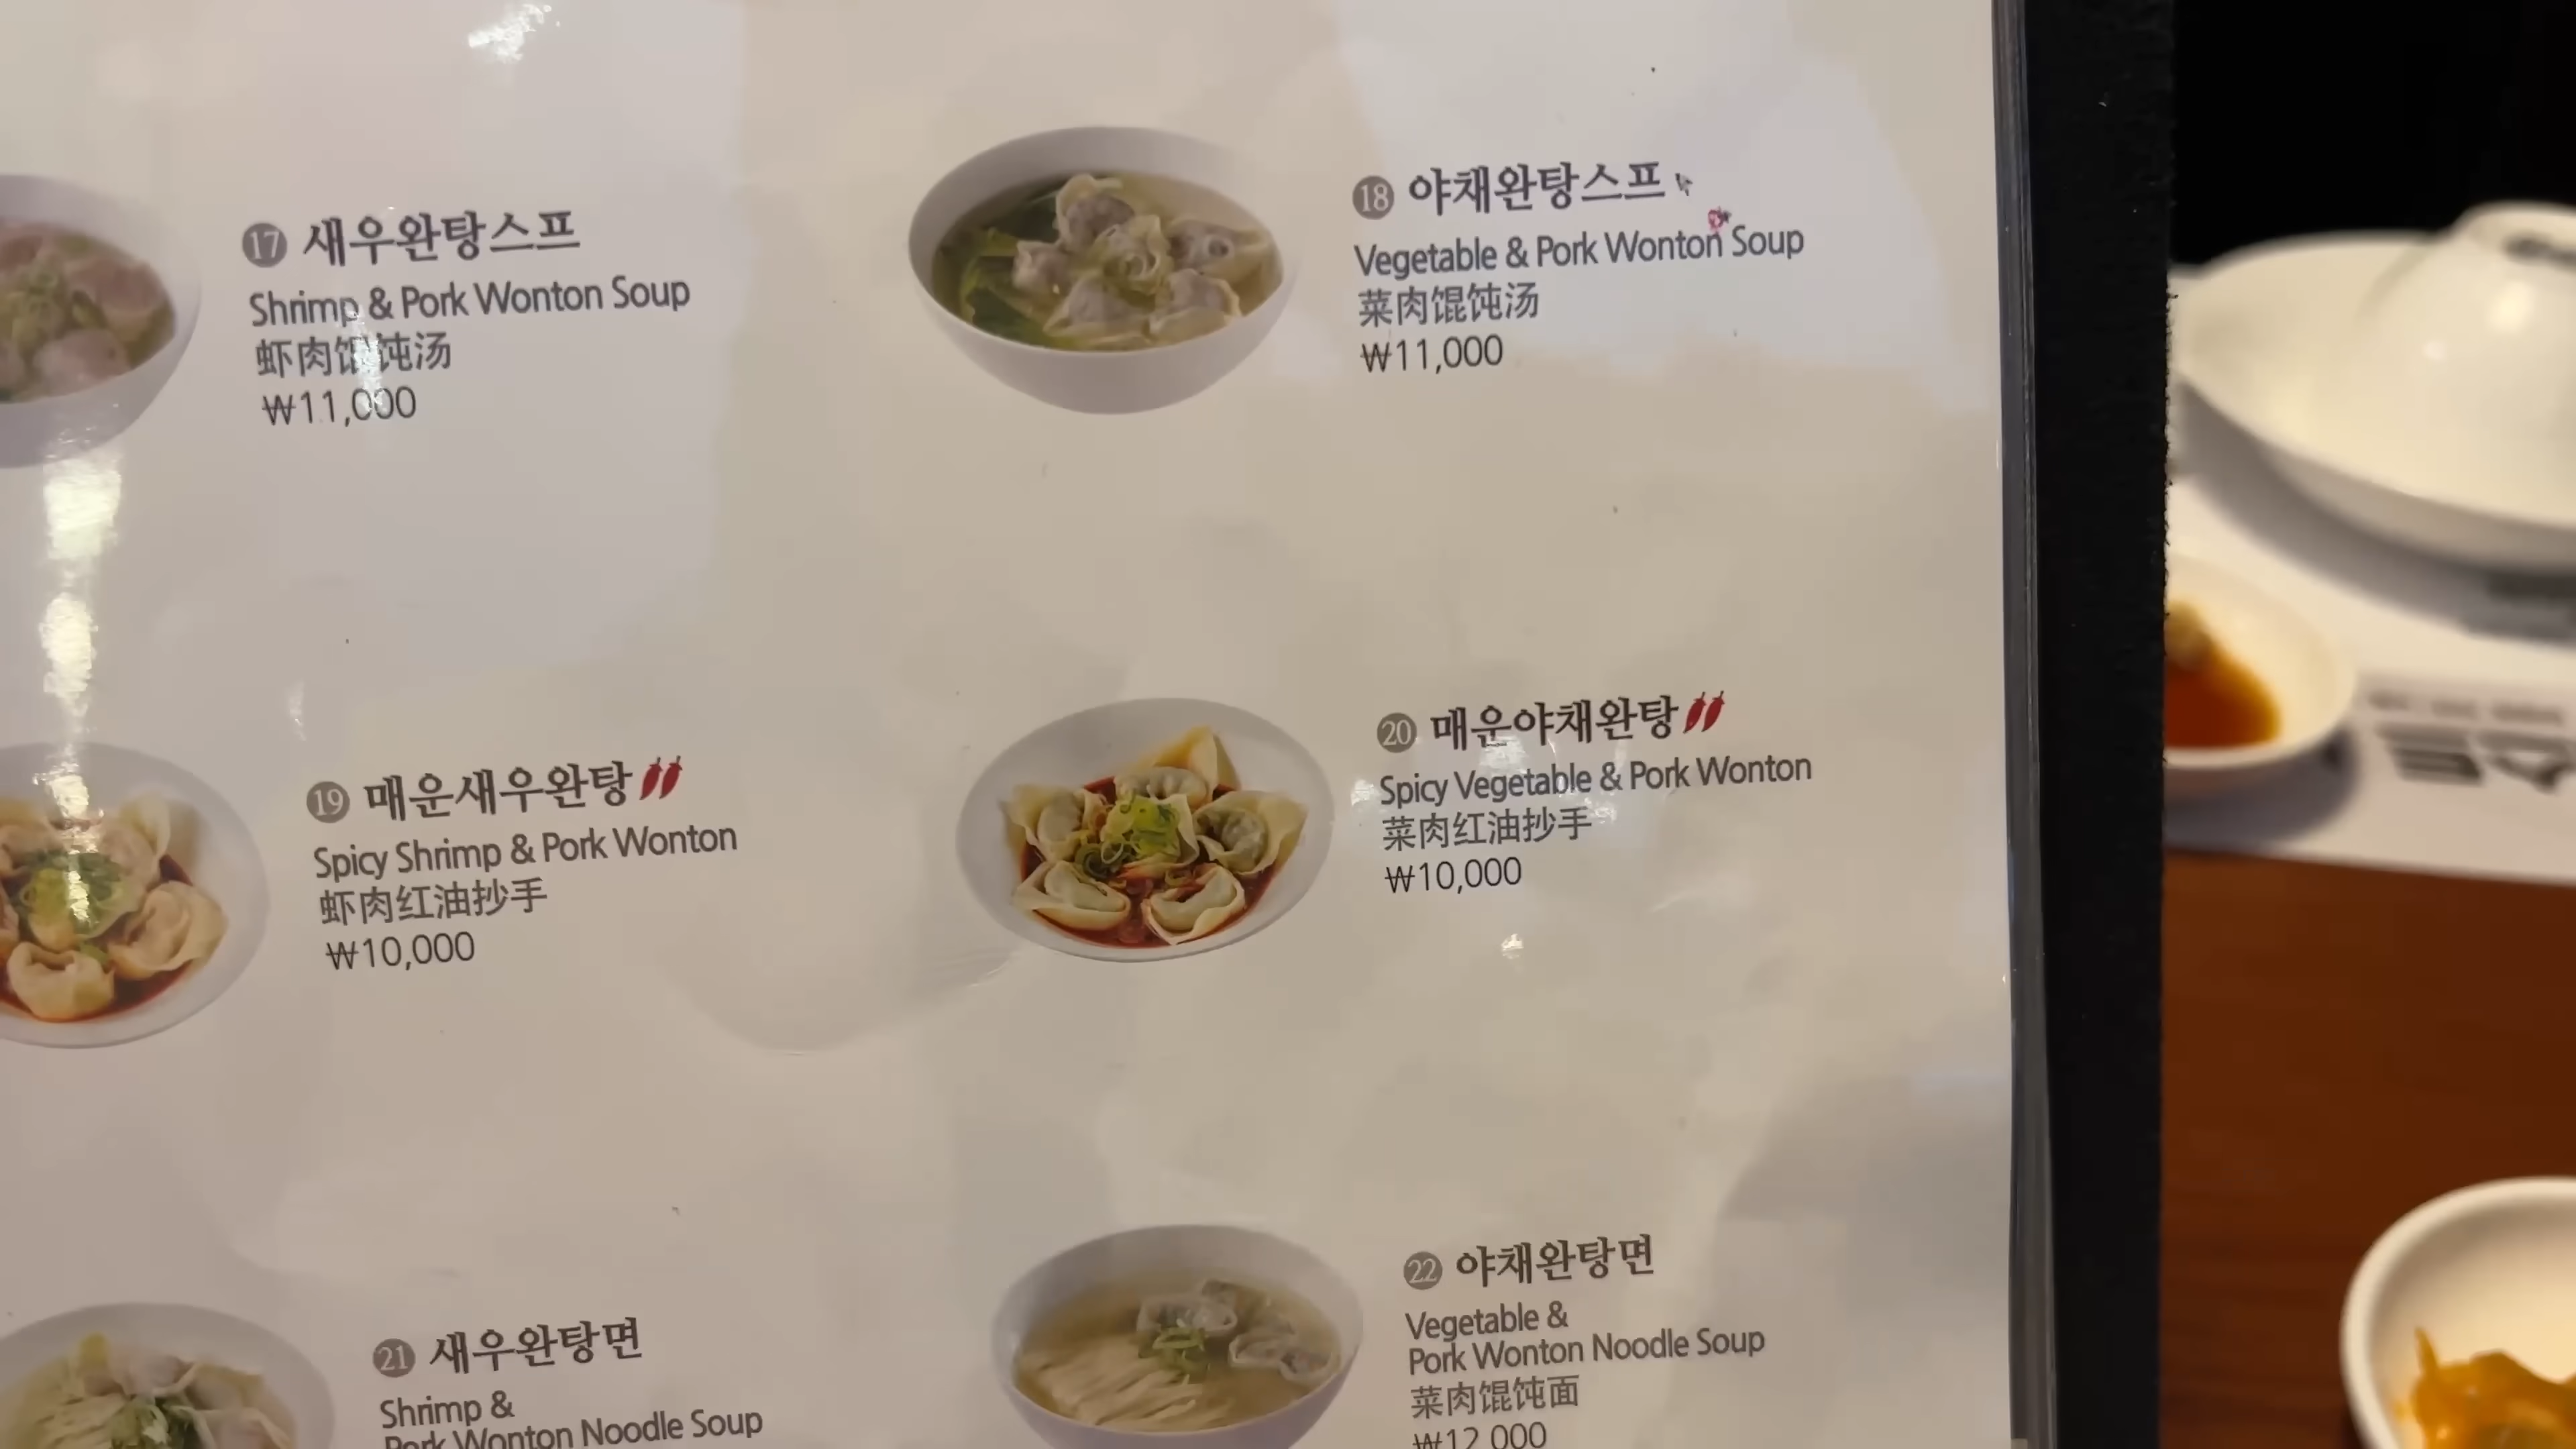 17 새우완탕스프
Shrimp & Pork Wonton Soup
虾肉馄饨汤
₩11,000
18 야채완탕스프
Vegetable & Pork Wonton Soup
菜肉馄饨汤
₩11,000
19 매운새우완탕
Spicy Shrimp & Pork Wonton
虾肉红油抄手
₩10,000
20 매운야채완탕
Spicy Vegetable & Pork Wonton
菜肉红油抄手
₩10,000
21 새우완탕면
Shrimp &
Pork Wonton Noodle Soup
22 야채완탕면
Vegetable &
Pork Wonton Noodle Soup
菜肉馄饨面
₩12,000